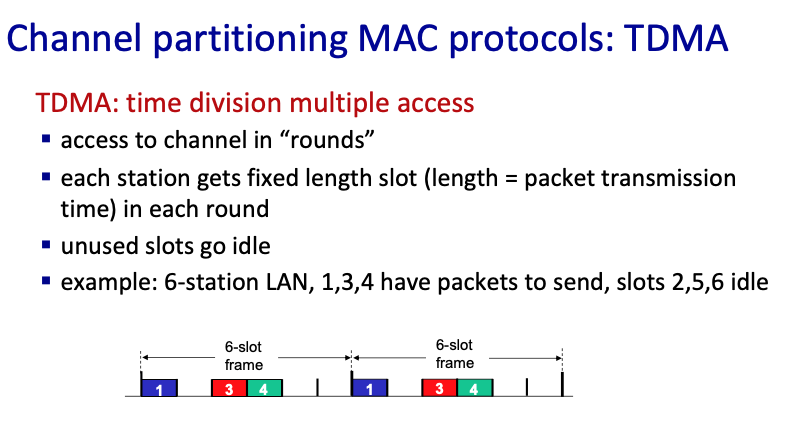 Channel partitioning MAC protocols: TDMA
TDMA: time division multiple access
▪ access to channel in “rounds”
▪ each station gets fixed length slot (length = packet transmission
time) in each round
▪ unused slots go idle
▪ example: 6-station LAN, 1,3,4 have packets to send, slots 2,5,6 idle
6-slot
frame
6-slot
frame
1 3 4 1 3 4